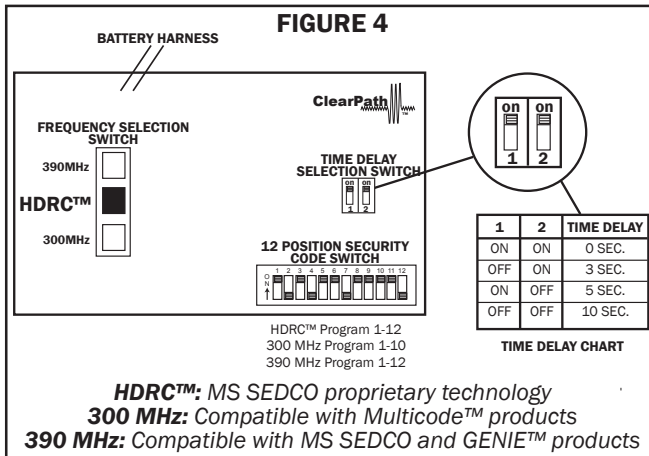 FIGURE 4
BATTERY HARNESS
ClearPath™
FREQUENCY SELECTION
SWITCH
390MHz
HDRC™
300MHz
TIME DELAY
SELECTION SWITCH
on on
1 2
on on
1 2
12 POSITION SECURITY
CODE SWITCH
ON
1 2 3 4 5 6 7 8 9 10 11 12
HDRC™ Program 1-12
300 MHz Program 1-10
390 MHz Program 1-12
1 2 TIME DELAY
ON ON 0 SEC.
OFF ON 3 SEC.
ON OFF 5 SEC.
OFF OFF 10 SEC.
TIME DELAY CHART
HDRC™: MS SEDCO proprietary technology
300 MHz: Compatible with Multicode™ products
390 MHz: Compatible with MS SEDCO and GENIE™ products